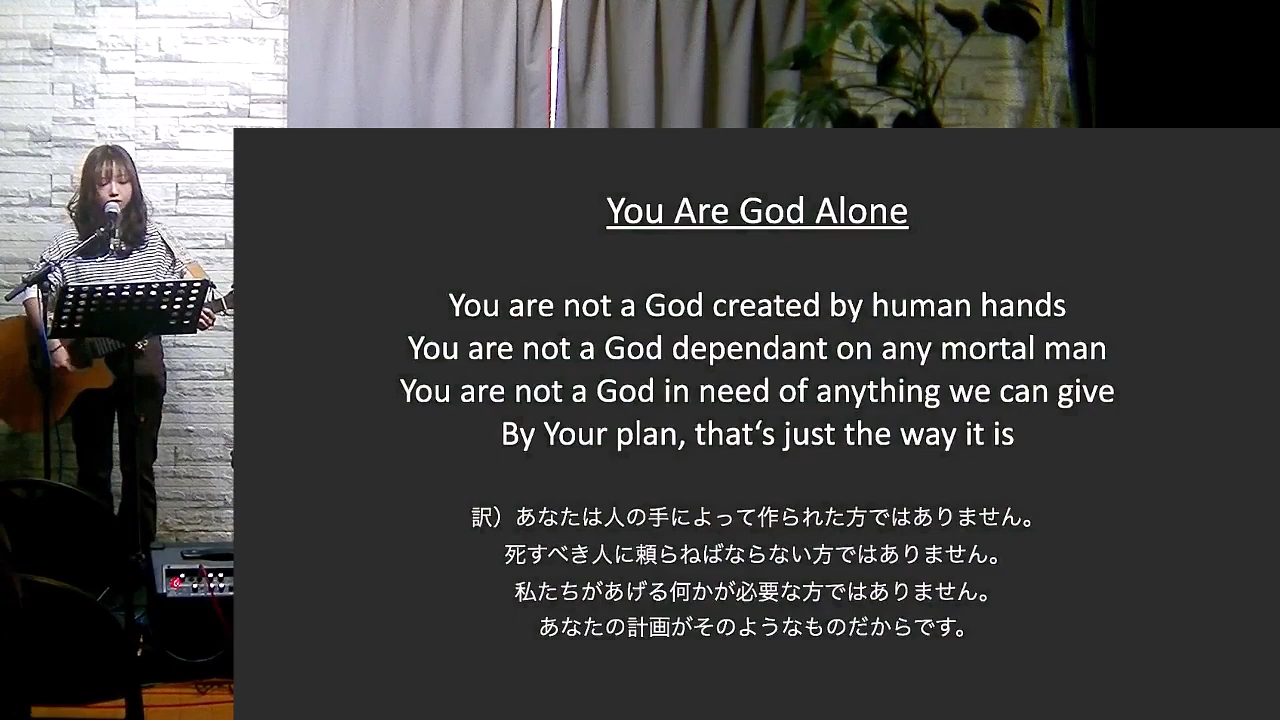 You Are God Alone
You are not a God created by human hands
You are not a God dependant on any mortal man
You are not a God in need of anything we can give
By Your plan, that‘s just the way it is
訳）あなたは人の手によって作られた方ではありません。
死すべき人に頼らねばならない方ではありません。
私たちがあげる何かが必要な方ではありません。
あなたの計画がそのようなものだからです。